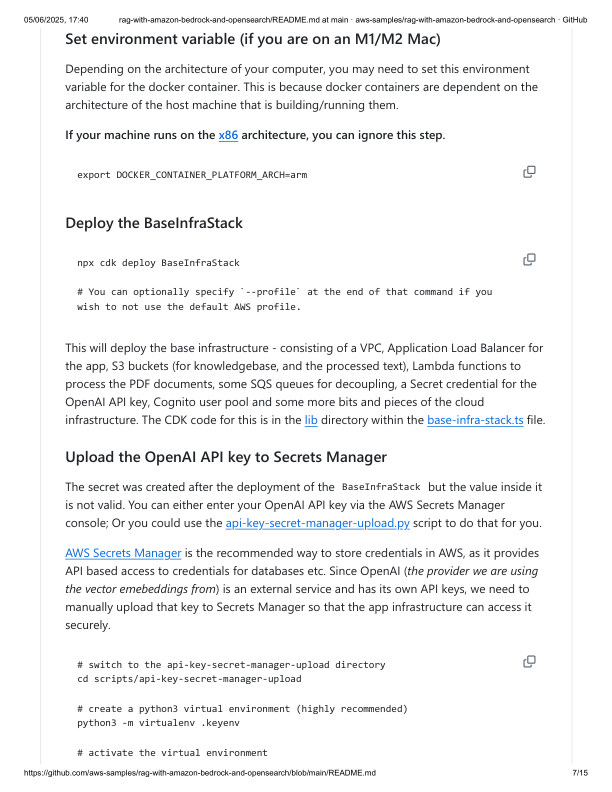 05/06/2025, 17:40 rag-with-amazon-bedrock-and-opensearch/README.md at main · aws-samples/rag-with-amazon-bedrock-and-opensearch · GitHub
Set environment variable (if you are on an M1/M2 Mac)
Depending on the architecture of your computer, you may need to set this environment
variable for the docker container. This is because docker containers are dependent on the
architecture of the host machine that is building/running them.
If your machine runs on the x86 architecture, you can ignore this step.
export DOCKER_CONTAINER_PLATFORM_ARCH=arm
Deploy the BaseInfraStack
npx cdk deploy BaseInfraStack
# You can optionally specify `--profile` at the end of that command if you
wish to not use the default AWS profile.
This will deploy the base infrastructure - consisting of a VPC, Application Load Balancer for
the app, S3 buckets (for knowledgebase, and the processed text), Lambda functions to
process the PDF documents, some SQS queues for decoupling, a Secret credential for the
OpenAI API key, Cognito user pool and some more bits and pieces of the cloud
infrastructure. The CDK code for this is in the lib directory within the base-infra-stack.ts file.
Upload the OpenAI API key to Secrets Manager
The secret was created after the deployment of the BaseInfraStack but the value inside it
is not valid. You can either enter your OpenAI API key via the AWS Secrets Manager
console; Or you could use the api-key-secret-manager-upload.py script to do that for you.
AWS Secrets Manager is the recommended way to store credentials in AWS, as it provides
API based access to credentials for databases etc. Since OpenAI (the provider we are using
the vector emebeddings from) is an external service and has its own API keys, we need to
manually upload that key to Secrets Manager so that the app infrastructure can access it
securely.
# switch to the api-key-secret-manager-upload directory
cd scripts/api-key-secret-manager-upload
# create a python3 virtual environment (highly recommended)
python3 -m virtualenv .keyenv
# activate the virtual environment
https://github.com/aws-samples/rag-with-amazon-bedrock-and-opensearch/blob/main/README.md 7/15